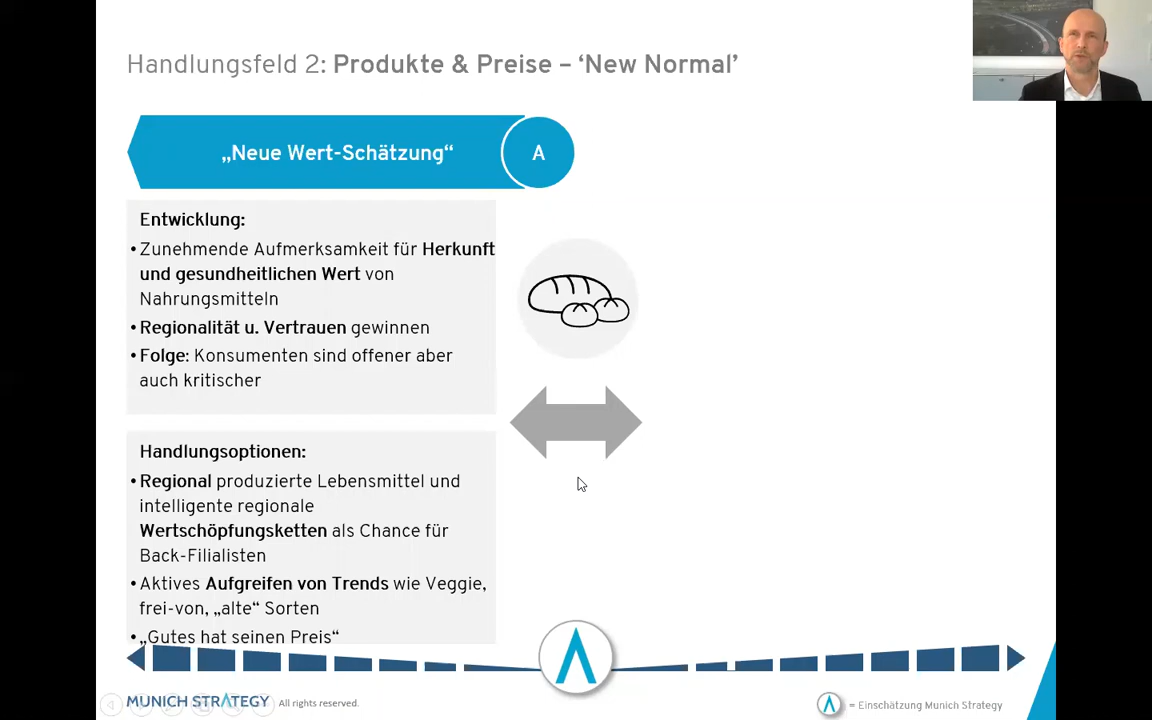 Handlungsfeld 2: Produkte & Preise – ‘New Normal’
„Neue Wert-Schätzung“
A
Entwicklung:
•Zunehmende Aufmerksamkeit für Herkunft
und gesundheitlichen Wert von
Nahrungsmitteln
•Regionalität u. Vertrauen gewinnen
•Folge: Konsumenten sind offener aber
auch kritischer
Handlungsoptionen:
•Regional produzierte Lebensmittel und
intelligente regionale
Wertschöpfungsketten als Chance für
Back-Filialisten
•Aktives Aufgreifen von Trends wie Veggie,
frei-von, „alte“ Sorten
•„Gutes hat seinen Preis“
MUNICH STRATEGY All rights reserved.
= Einschätzung Munich Strategy